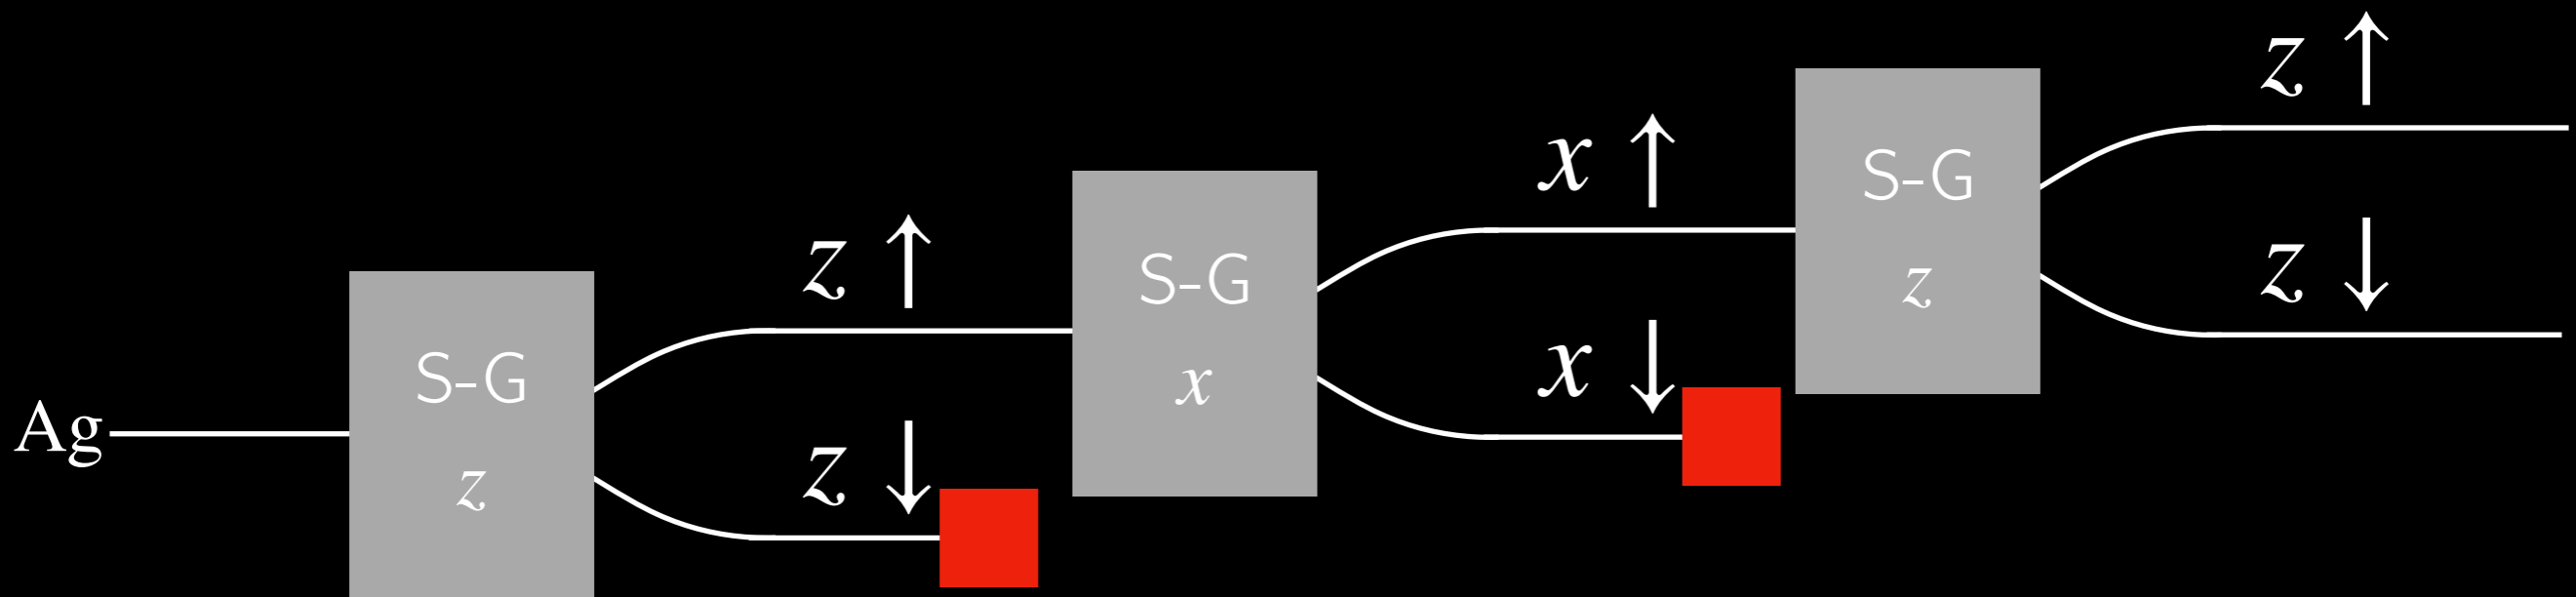 Ag
S-G
z
z ↑
z ↓
S-G
x
x ↑
x ↓
S-G
z
z ↑
z ↓